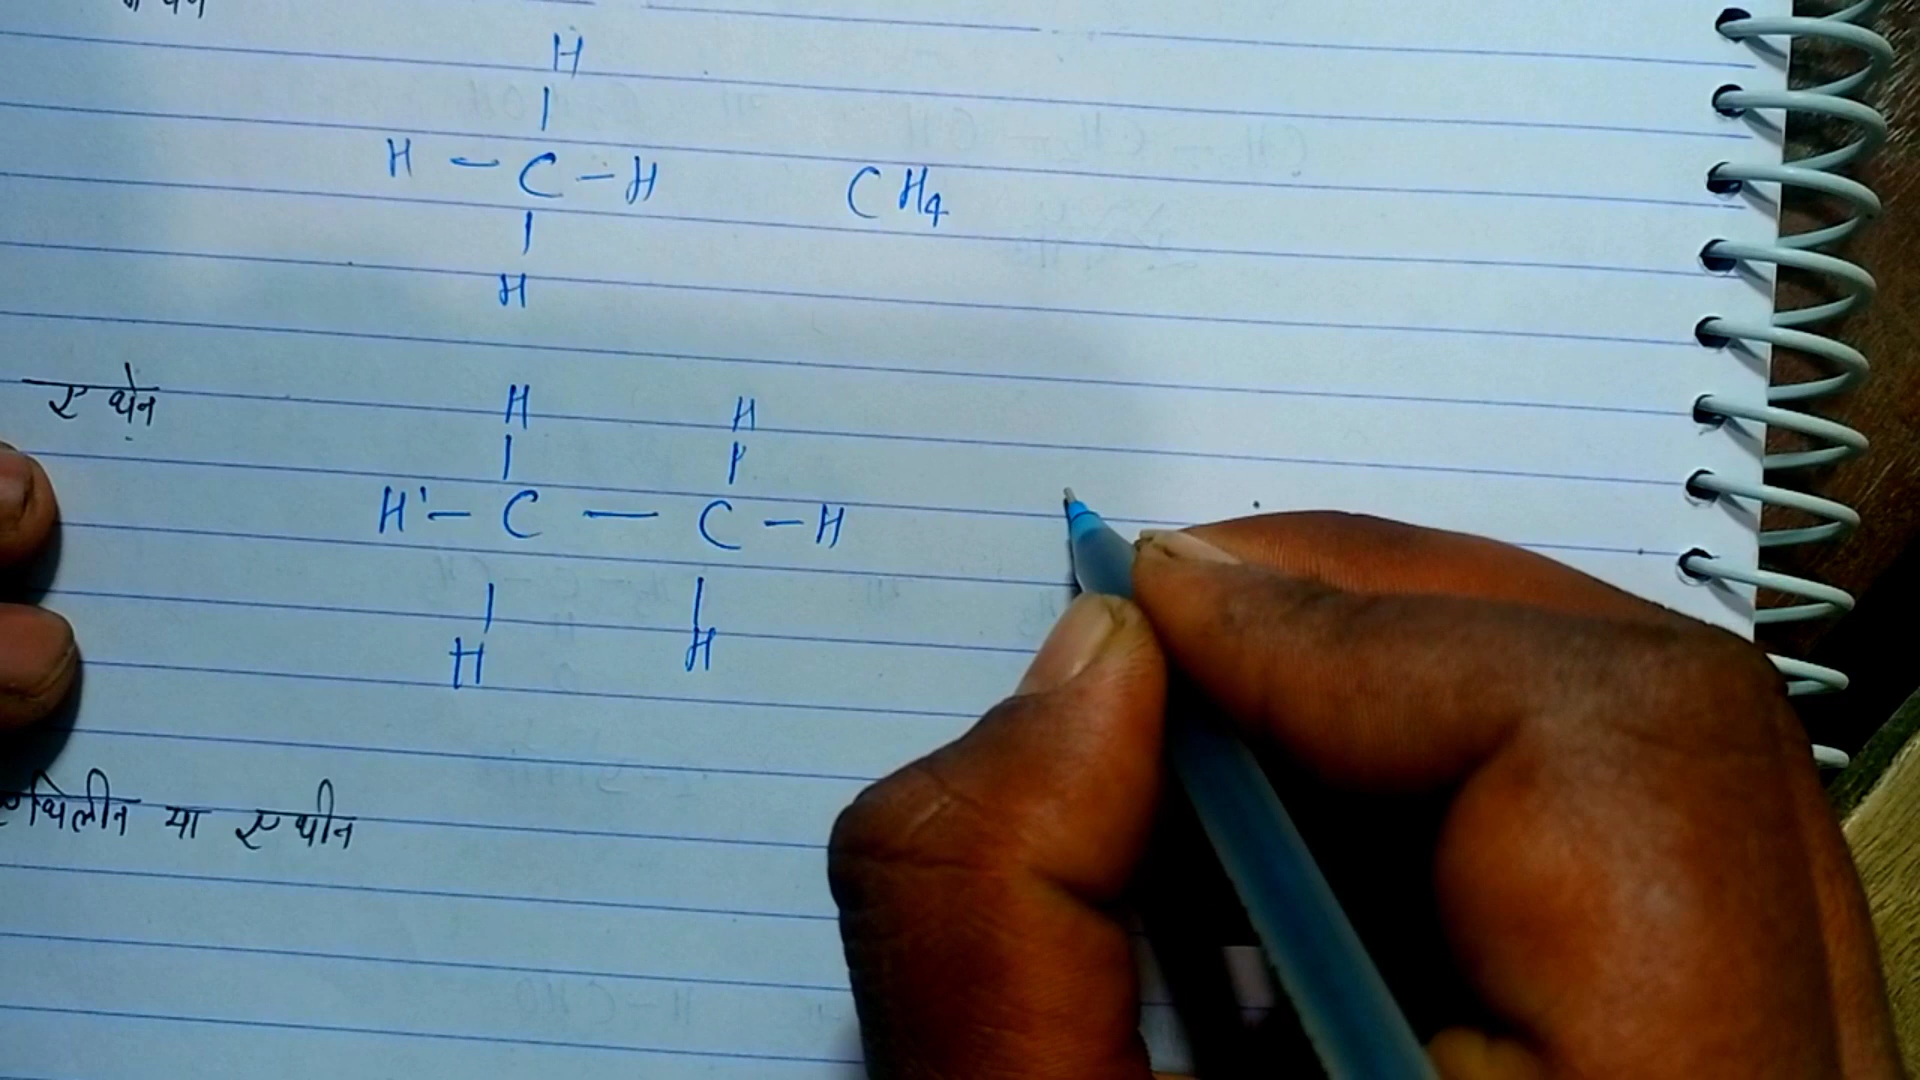 H
|
H – C – H CH4
|
H
एथेन
H H
| |
H – C — C – H
| |
H H
एथिलीन या एथीन